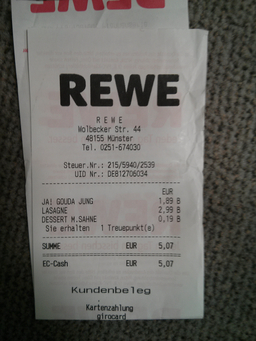 REWE
R E W E
Wolbecker Str. 44
48155 Münster
Tel. 0251-674030
Steuer.Nr.: 215/5940/2539
UID Nr.: DE812706034
EUR
JA! GOUDA JUNG 1,89 B
LASAGNE 2,99 B
DESSERT M.SAHNE 0,19 B
Sie erhalten 1 Treuepunkt(e)
SUMME EUR 5,07
EC-Cash EUR 5,07
Kundenbeleg
Kartenzahlung
girocard